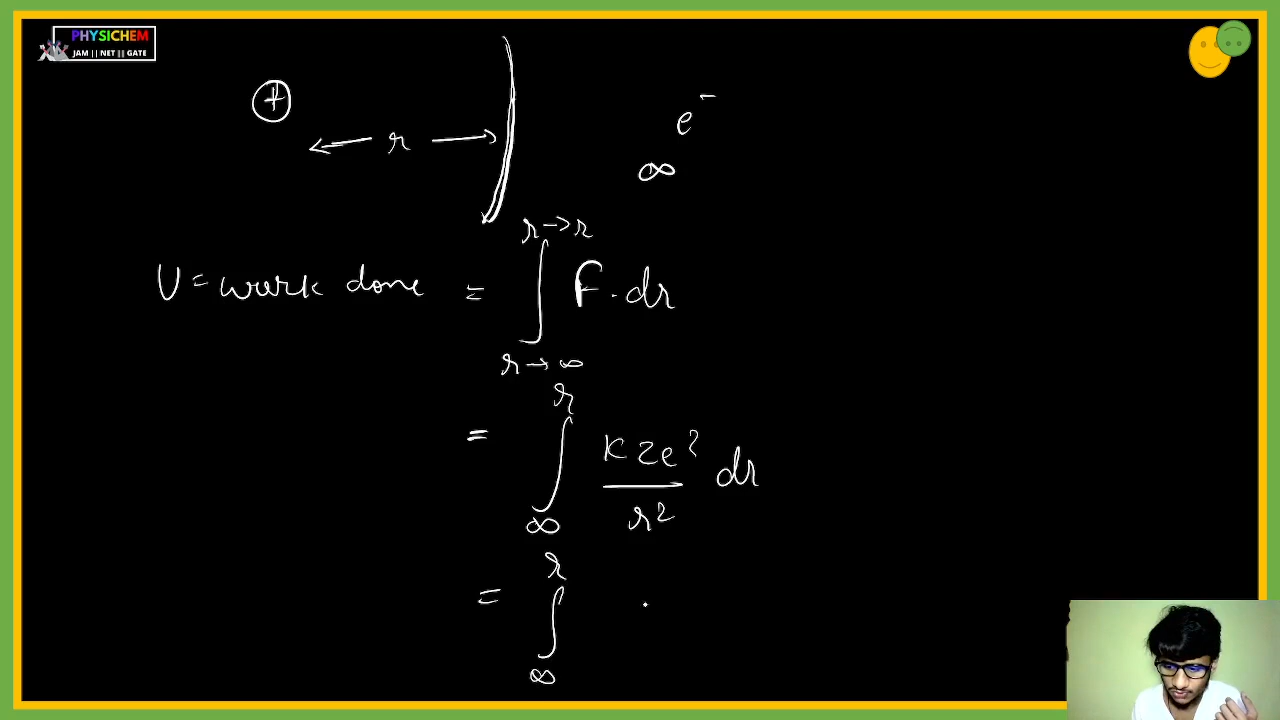 PHYSICHEM
JAM || NET || GATE
+
← r →
e⁻
∞
r→r
U = work done = ∫ F.dr
r→∞
r
= ∫ KZe²/r² dr
∞
r
= ∫
∞